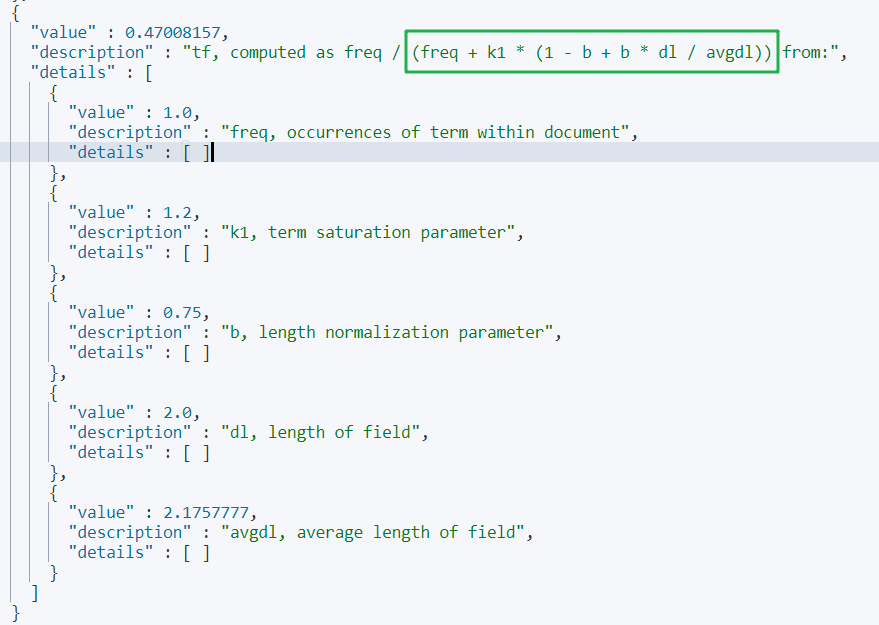 {
"value" : 0.47008157,
"description" : "tf, computed as freq / (freq + k1 * (1 - b + b * dl / avgdl)) from:",
"details" : [
{
"value" : 1.0,
"description" : "freq, occurrences of term within document",
"details" : [ ]
},
{
"value" : 1.2,
"description" : "k1, term saturation parameter",
"details" : [ ]
},
{
"value" : 0.75,
"description" : "b, length normalization parameter",
"details" : [ ]
},
{
"value" : 2.0,
"description" : "dl, length of field",
"details" : [ ]
},
{
"value" : 2.1757777,
"description" : "avgdl, average length of field",
"details" : [ ]
}
]
}